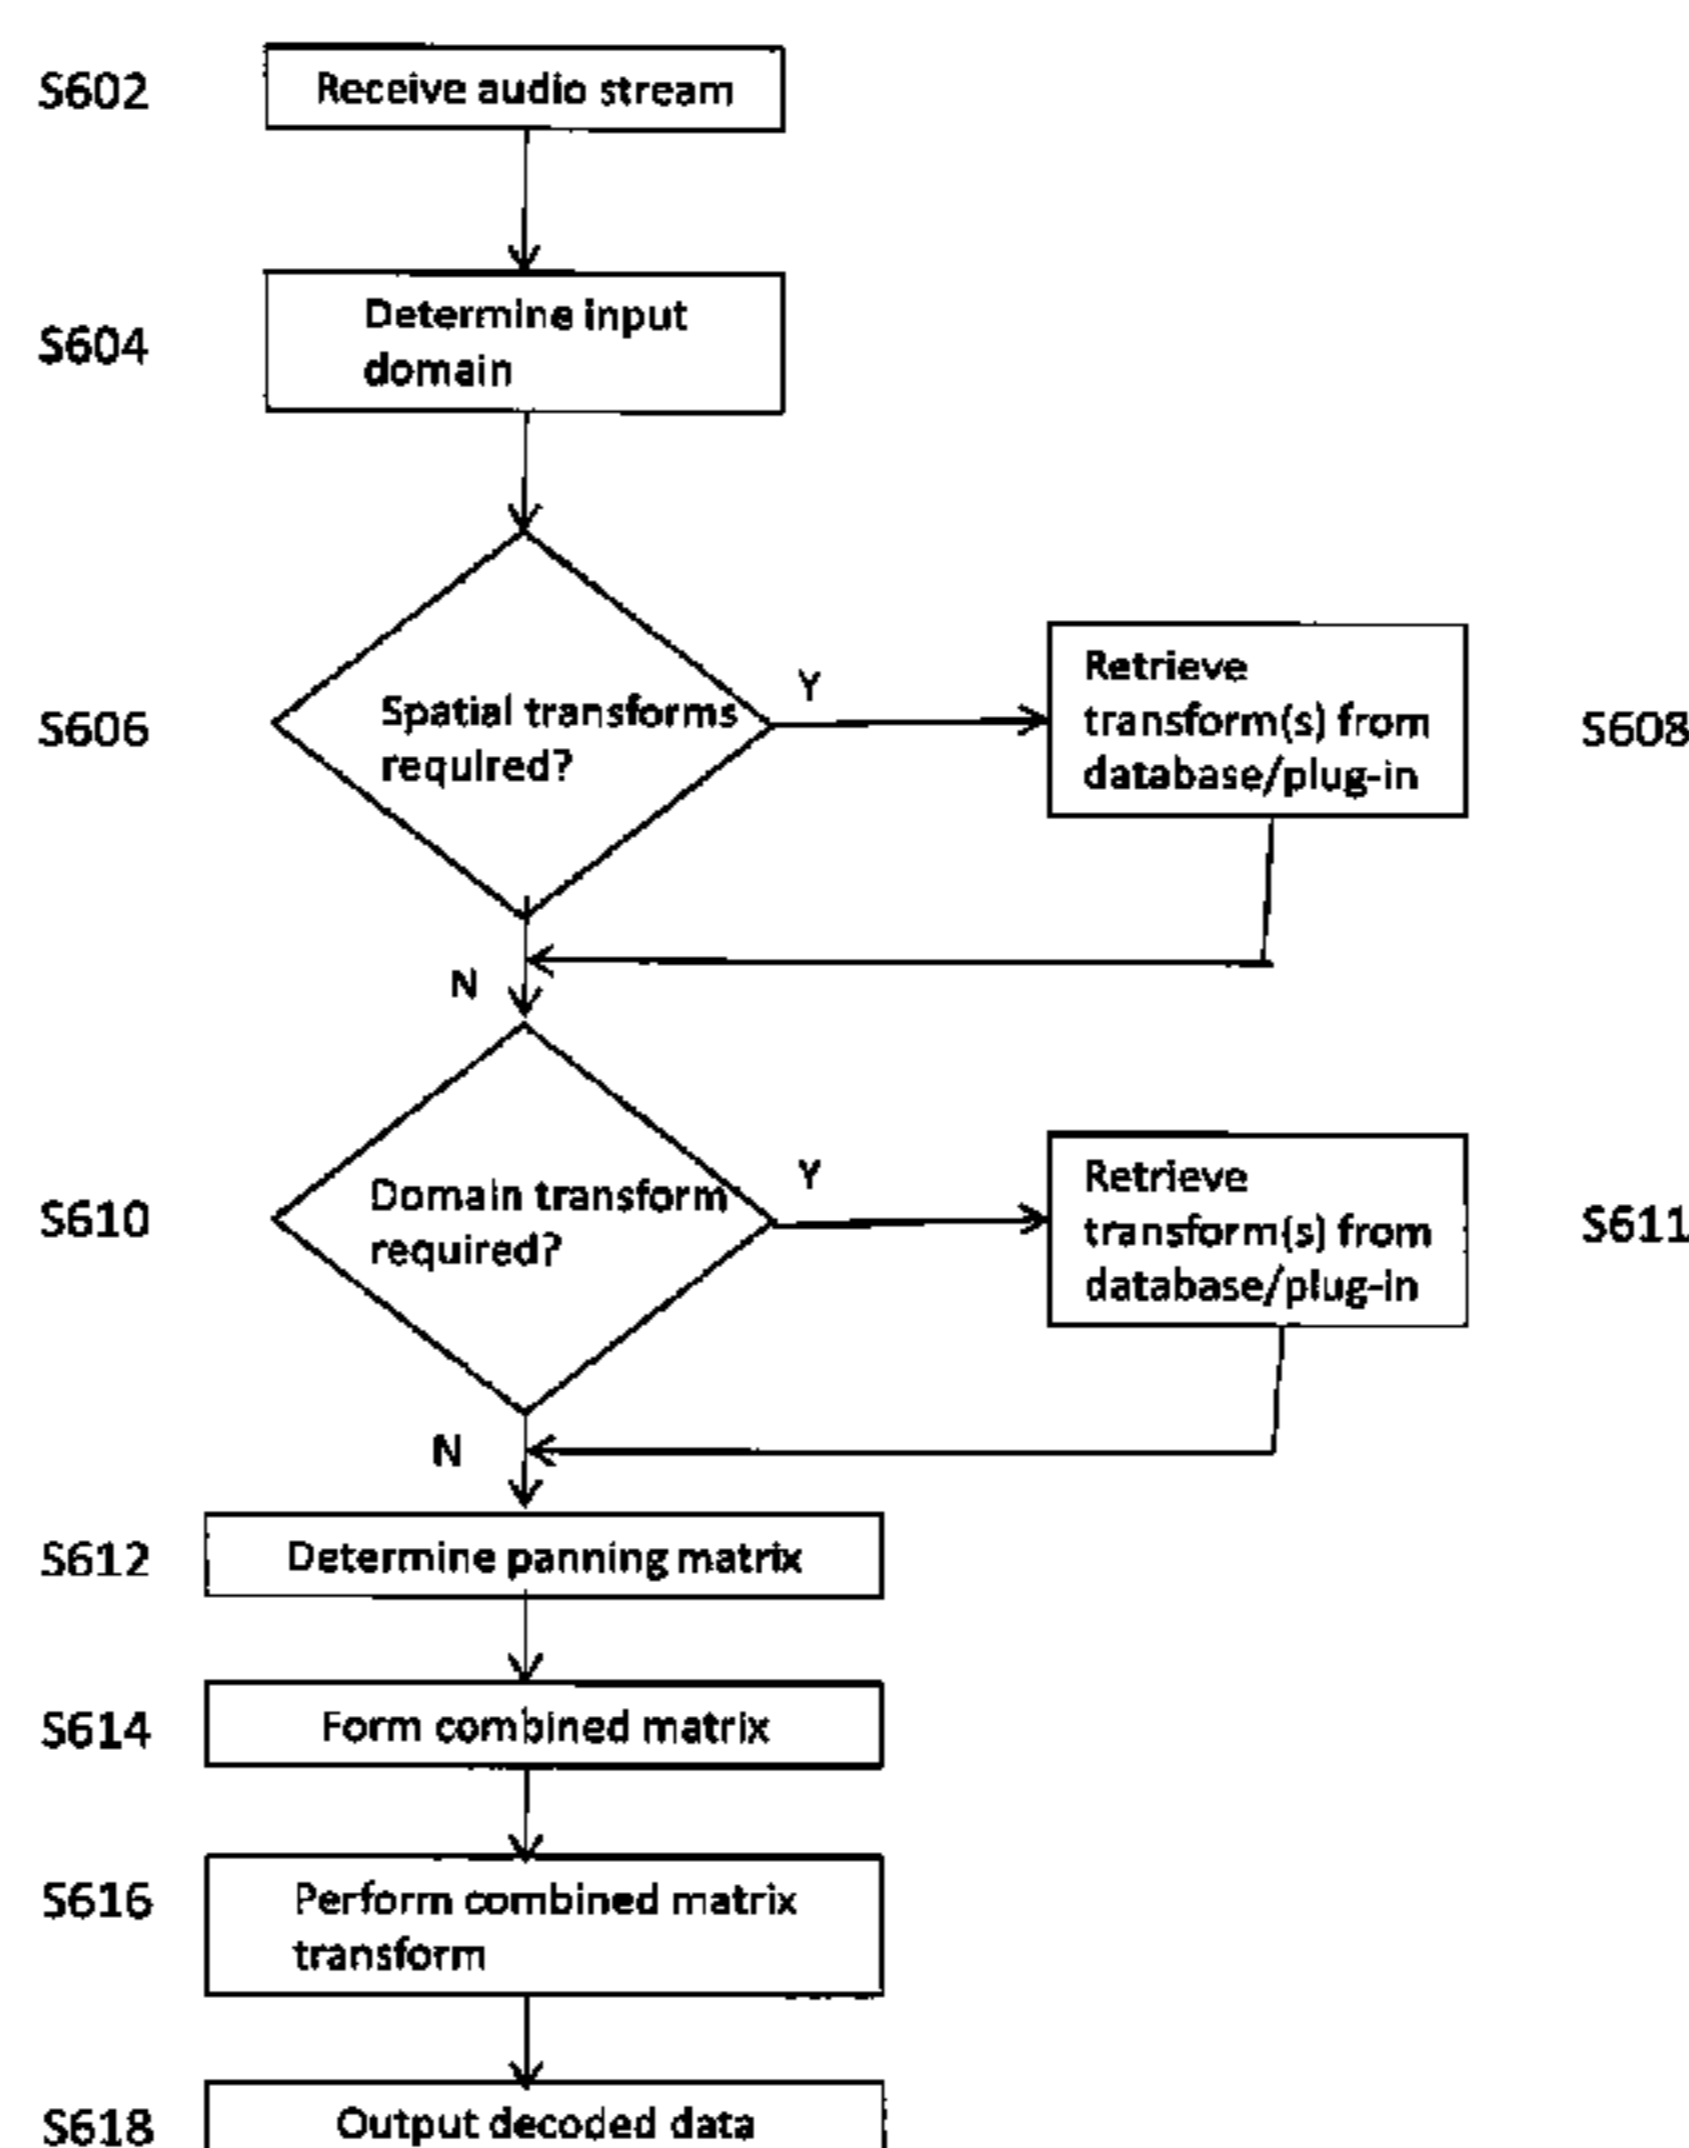 S602
Receive audio stream
S604
Determine input
domain
S606
Spatial transforms
required?
Y
Retrieve
transform(s) from
database/plug-in
S608
N
S610
Domain transform
required?
Y
Retrieve
transform(s) from
database/plug-in
S611
N
S612
Determine panning matrix
S614
Form combined matrix
S616
Perform combined matrix
transform
S618
Output decoded data